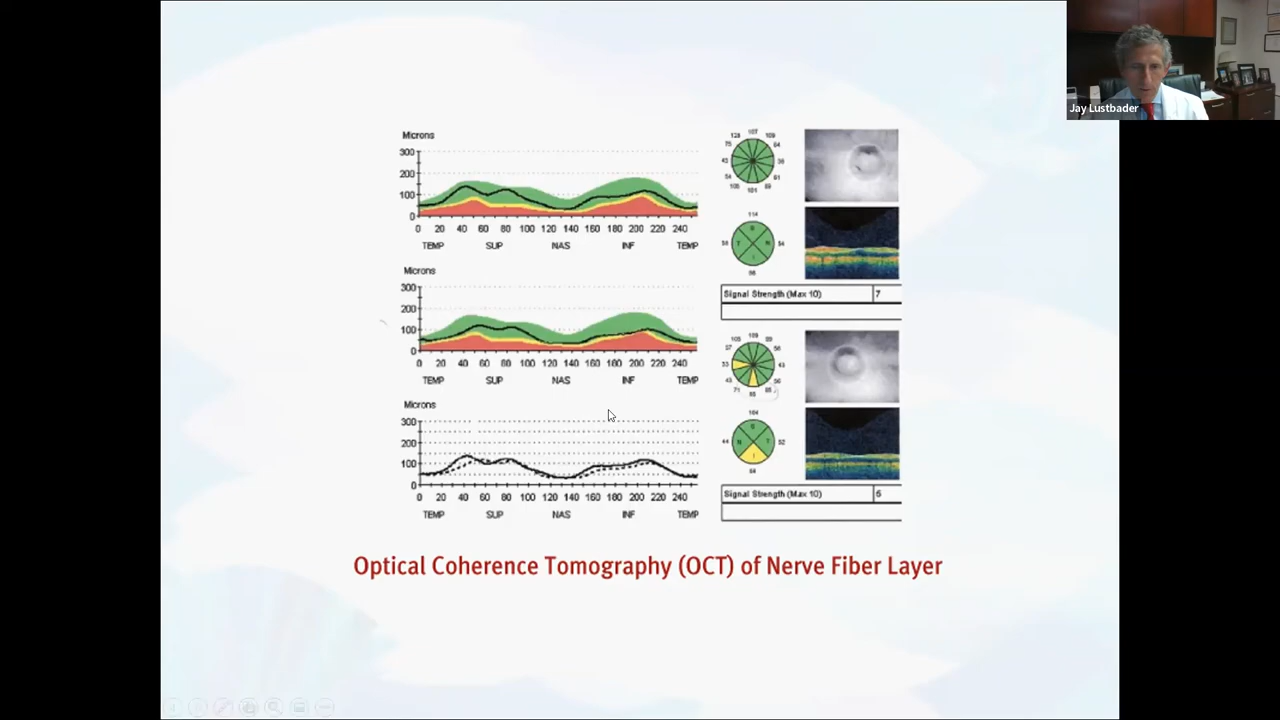 Jay Lustbader
Microns
300
200
100
0
0 20 40 60 80 100 120 140 160 180 200 220 240
TEMP SUP NAS INF TEMP
107
114
S
T N
I
Signal Strength (Max 10) 7
Microns
300
200
100
0
0 20 40 60 80 100 120 140 160 180 200 220 240
TEMP SUP NAS INF TEMP
109
104
S
N T
I
Signal Strength (Max 10) 6
Microns
300
200
100
0
0 20 40 60 80 100 120 140 160 180 200 220 240
TEMP SUP NAS INF TEMP
Optical Coherence Tomography (OCT) of Nerve Fiber Layer